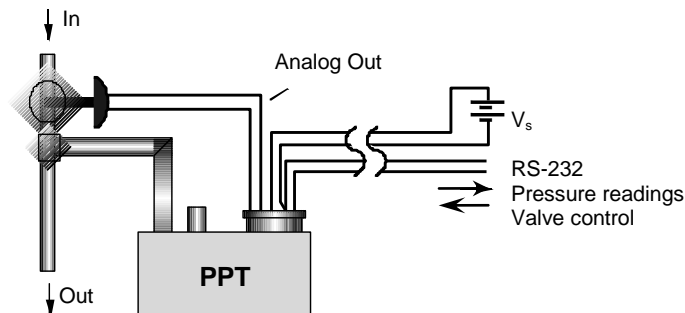 In
Analog Out
Vs
RS-232
Pressure readings
Valve control
PPT
Out